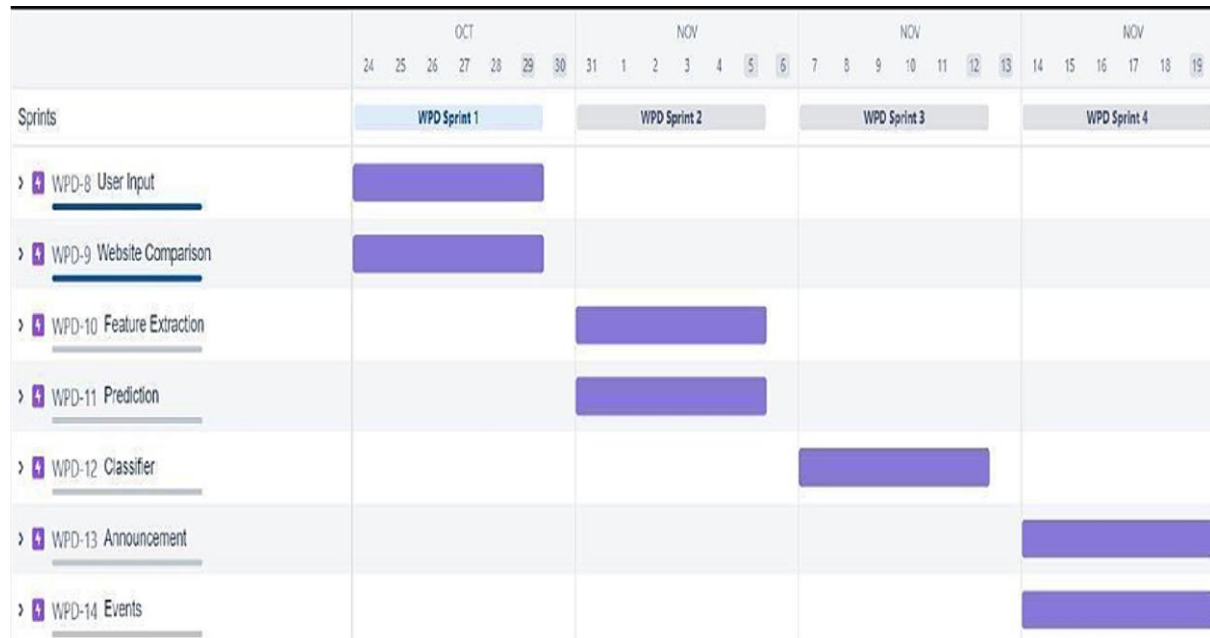 OCT NOV NOV NOV
24 25 26 27 28 29 30 31 1 2 3 4 5 6 7 8 9 10 11 12 13 14 15 16 17 18 19
Sprints WPD Sprint 1 WPD Sprint 2 WPD Sprint 3 WPD Sprint 4
WPD-8 User Input
WPD-9 Website Comparison
WPD-10 Feature Extraction
WPD-11 Prediction
WPD-12 Classifier
WPD-13 Announcement
WPD-14 Events